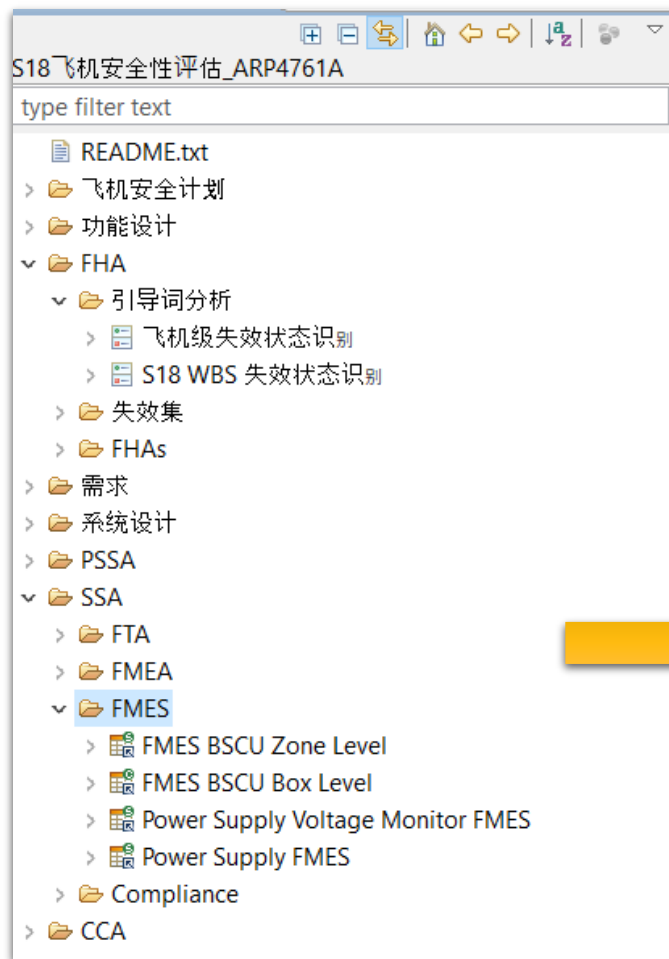 S18飞机安全性评估_ARP4761A
type filter text
README.txt
飞机安全计划
功能设计
FHA
引导词分析
飞机级失效状态识别
S18 WBS 失效状态识别
失效集
FHAs
需求
系统设计
PSSA
SSA
FTA
FMEA
FMES
FMES BSCU Zone Level
FMES BSCU Box Level
Power Supply Voltage Monitor FMES
Power Supply FMES
Compliance
CCA